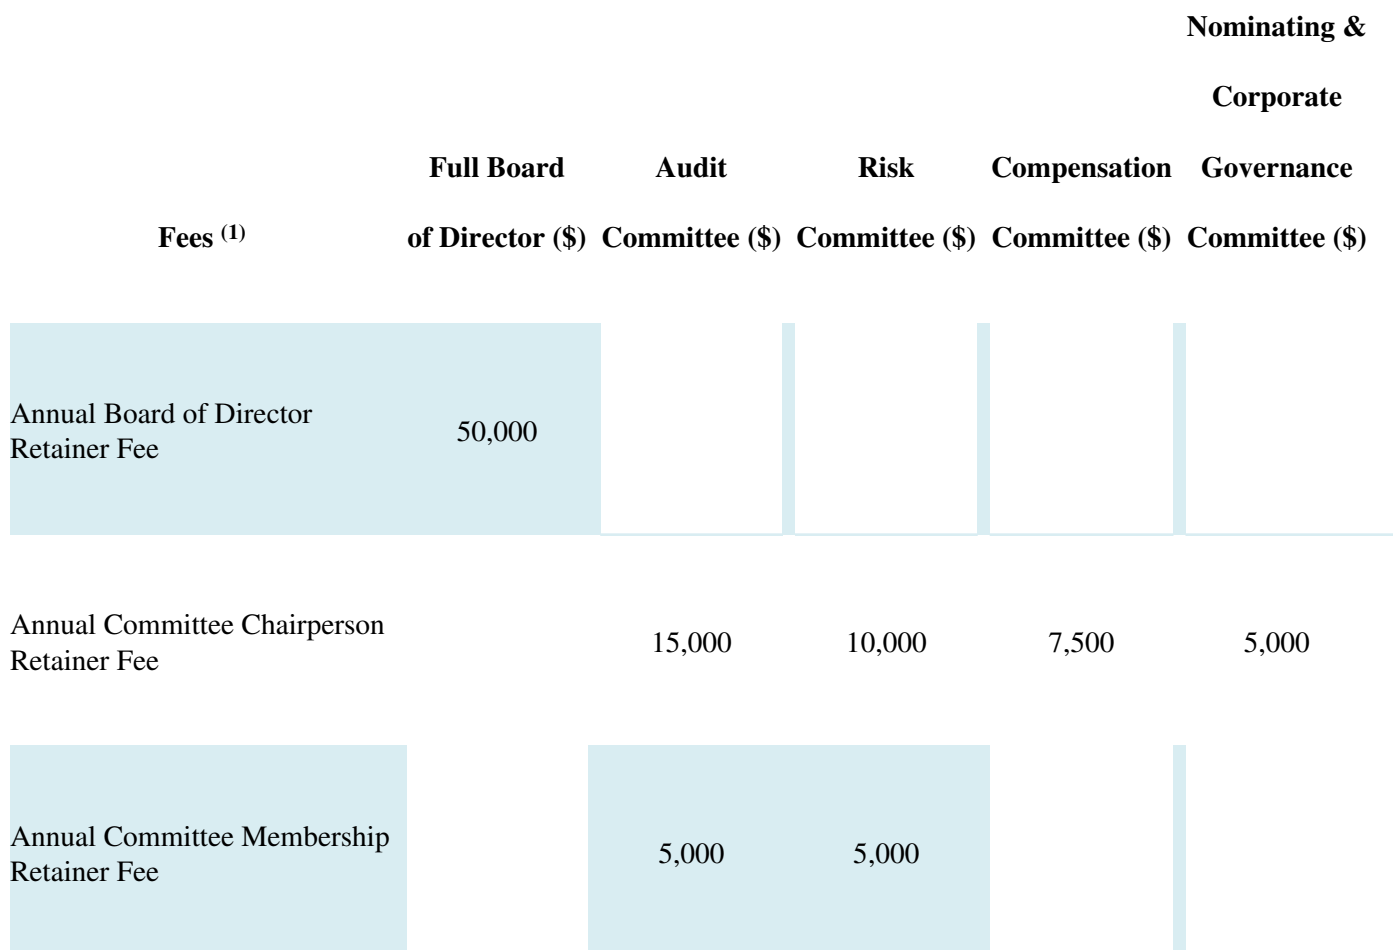 Nominating &
Corporate
Full Board Audit Risk Compensation Governance
Fees (1) of Director ($) Committee ($) Committee ($) Committee ($) Committee ($)
Annual Board of Director
Retainer Fee
50,000
Annual Committee Chairperson
Retainer Fee
15,000 10,000 7,500 5,000
Annual Committee Membership
Retainer Fee
5,000 5,000